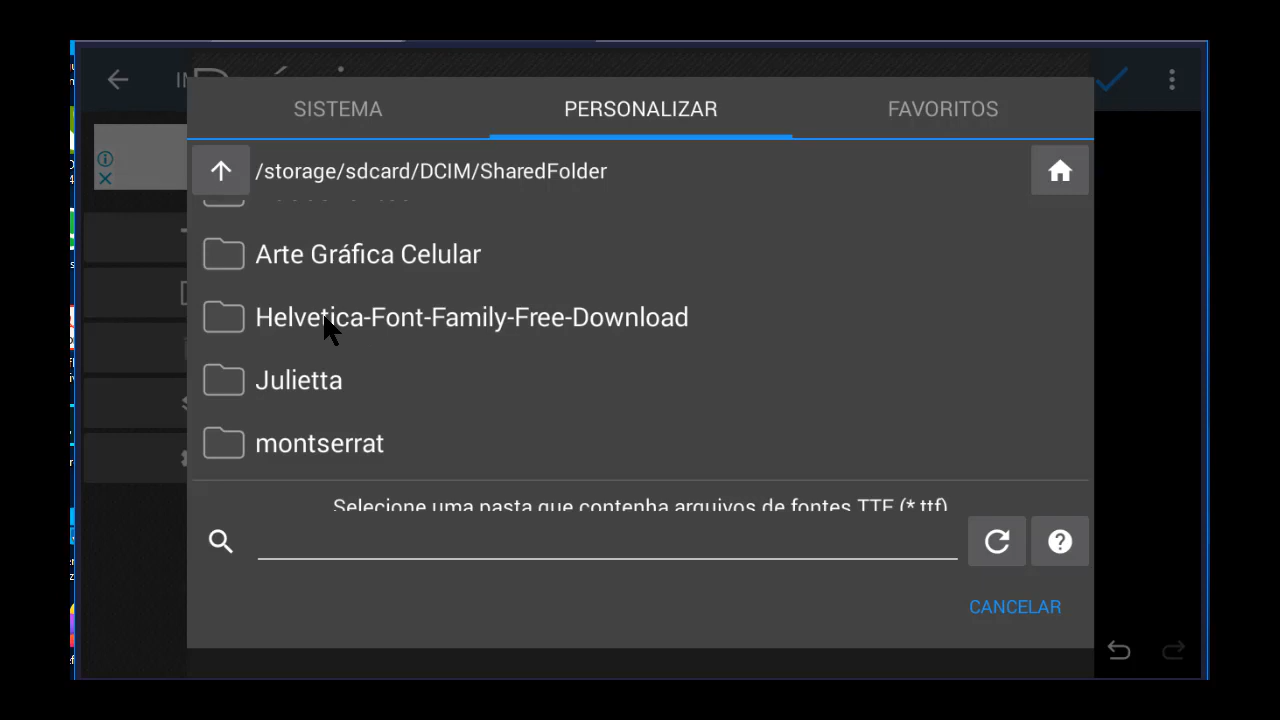 SISTEMA
PERSONALIZAR
FAVORITOS
/storage/sdcard/DCIM/SharedFolder
Arte Gráfica Celular
Helvetica-Font-Family-Free-Download
Julietta
montserrat
Selecione uma pasta que contenha arquivos de fontes TTF (*.ttf)
CANCELAR